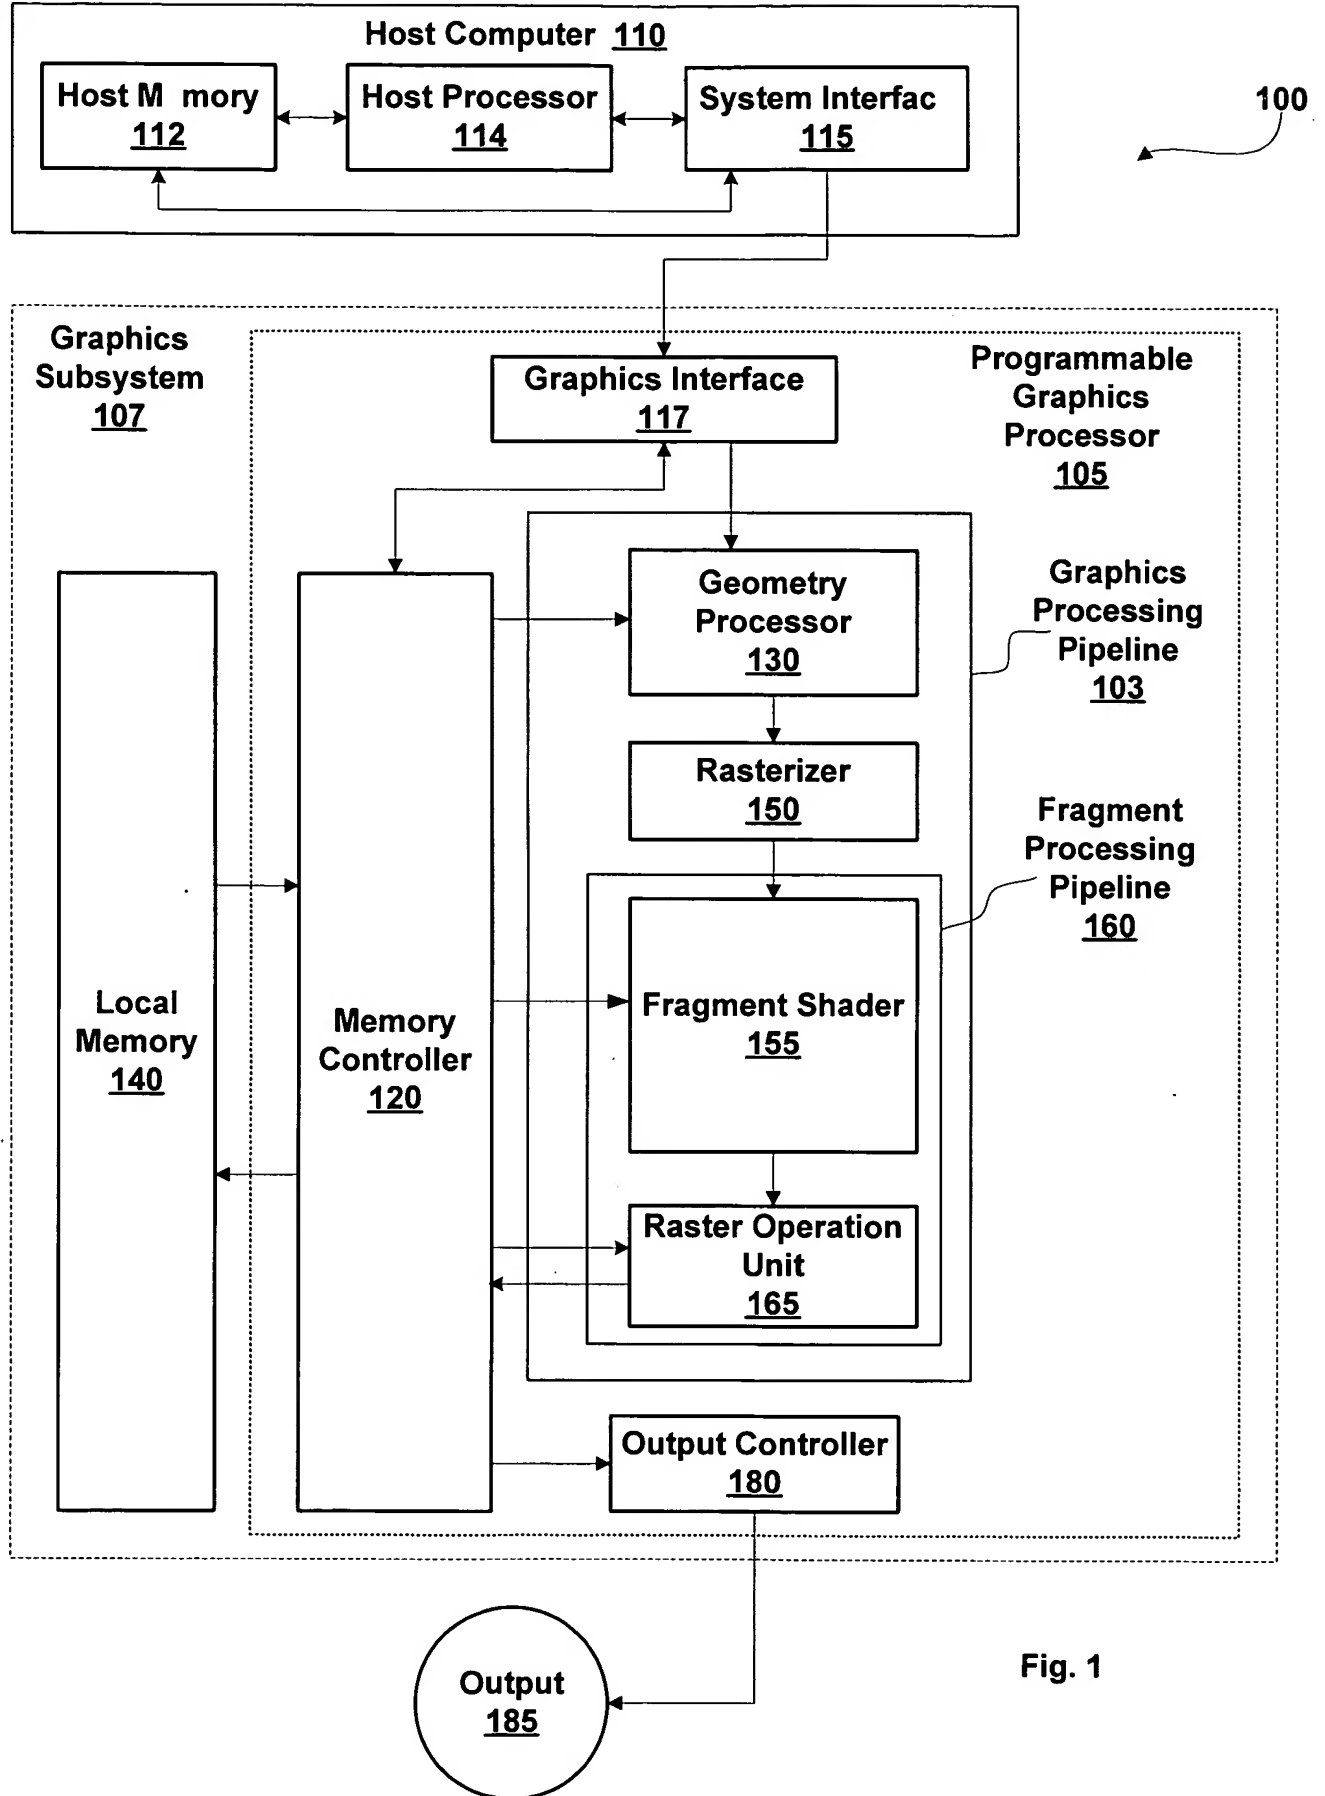 Host Computer 110
Host M mory
112
Host Processor
114
System Interfac
115
100
Graphics
Subsystem
107
Graphics Interface
117
Programmable
Graphics
Processor
105
Geometry
Processor
130
Graphics
Processing
Pipeline
103
Rasterizer
150
Fragment
Processing
Pipeline
160
Local
Memory
140
Memory
Controller
120
Fragment Shader
155
Raster Operation
Unit
165
Output Controller
180
Output
185
Fig. 1